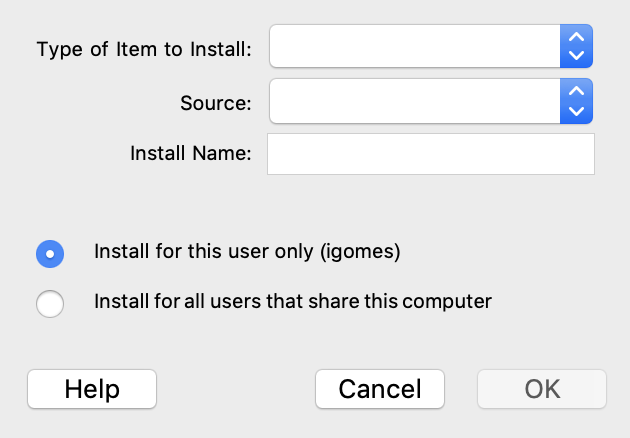 Type of Item to Install:
Source:
Install Name:
Install for this user only (igomes)
Install for all users that share this computer
Help Cancel OK